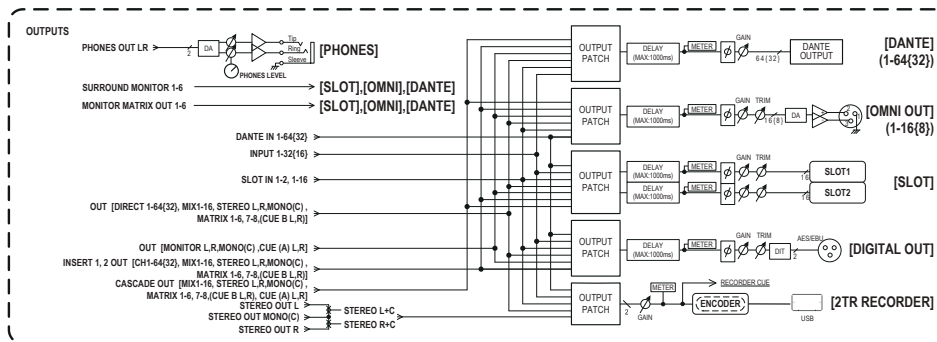 OUTPUTS
PHONES OUT LR
2
DA
Tip
Ring
Sleeve
PHONES LEVEL
[PHONES]
SURROUND MONITOR 1-6
[SLOT],[OMNI],[DANTE]
MONITOR MATRIX OUT 1-6
[SLOT],[OMNI],[DANTE]
DANTE IN 1-64{32}
INPUT 1-32{16}
SLOT IN 1-2, 1-16
OUT [DIRECT 1-64{32}, MIX1-16, STEREO L,R,MONO(C) ,
MATRIX 1-6, 7-8,(CUE B L,R)]
OUT [MONITOR L,R,MONO(C) ,CUE (A) L,R]
INSERT 1, 2 OUT [CH1-64{32}, MIX1-16, STEREO L,R,MONO(C) ,
MATRIX 1-6, 7-8,(CUE B L,R)]
CASCADE OUT [MIX1-16, STEREO L,R,MONO(C) ,
MATRIX 1-6, 7-8,(CUE B L,R), CUE (A) L,R]
STEREO OUT L
STEREO L+C
STEREO OUT MONO(C)
STEREO R+C
STEREO OUT R
OUTPUT
PATCH
DELAY
(MAX:1000ms)
METER
ϕ
GAIN
64{32}
DANTE
OUTPUT
[DANTE]
(1-64{32})
OUTPUT
PATCH
DELAY
(MAX:1000ms)
METER
ϕ
GAIN TRIM
16{8}
DA
[OMNI OUT]
(1-16{8})
OUTPUT
PATCH
DELAY
(MAX:1000ms)
METER
ϕ
GAIN TRIM
16
SLOT1
DELAY
(MAX:1000ms)
METER
ϕ
16
SLOT2
[SLOT]
OUTPUT
PATCH
DELAY
(MAX:1000ms)
METER
ϕ
GAIN TRIM
DIT
AES/EBU
2
[DIGITAL OUT]
OUTPUT
PATCH
2
GAIN
METER
RECORDER CUE
ENCODER
USB
[2TR RECORDER]